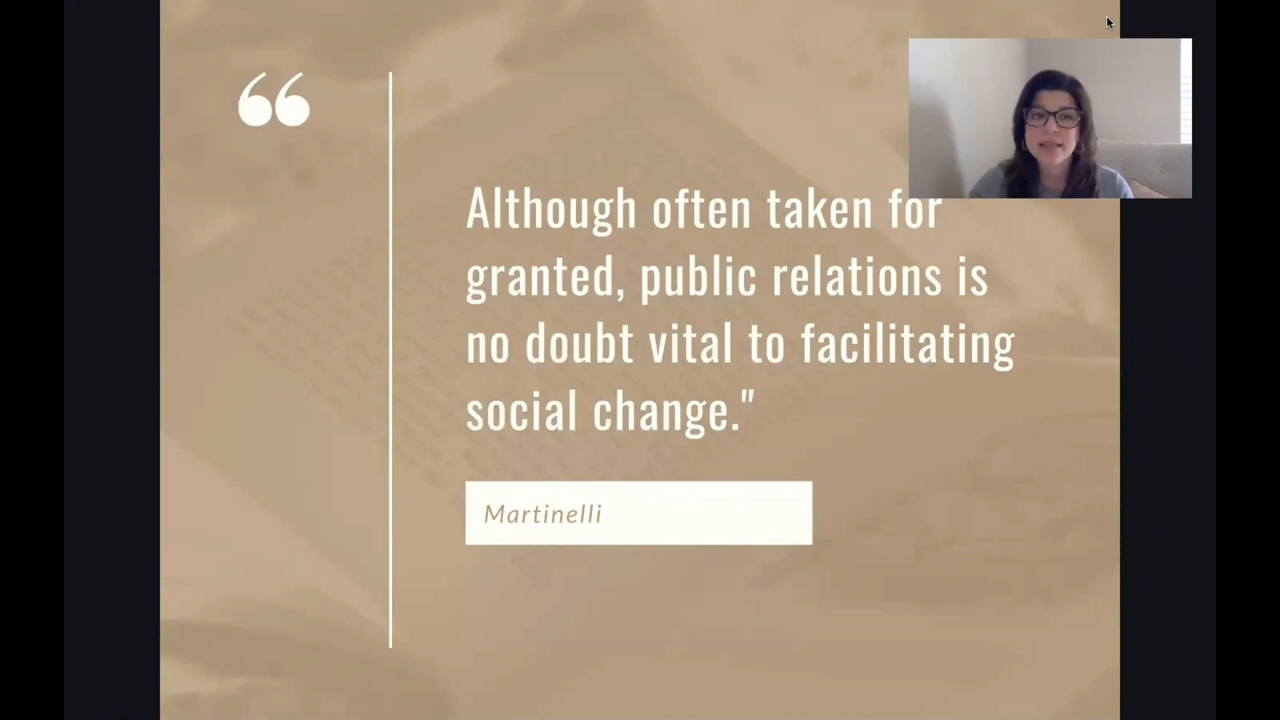 “
Although often taken for
granted, public relations is
no doubt vital to facilitating
social change."
Martinelli